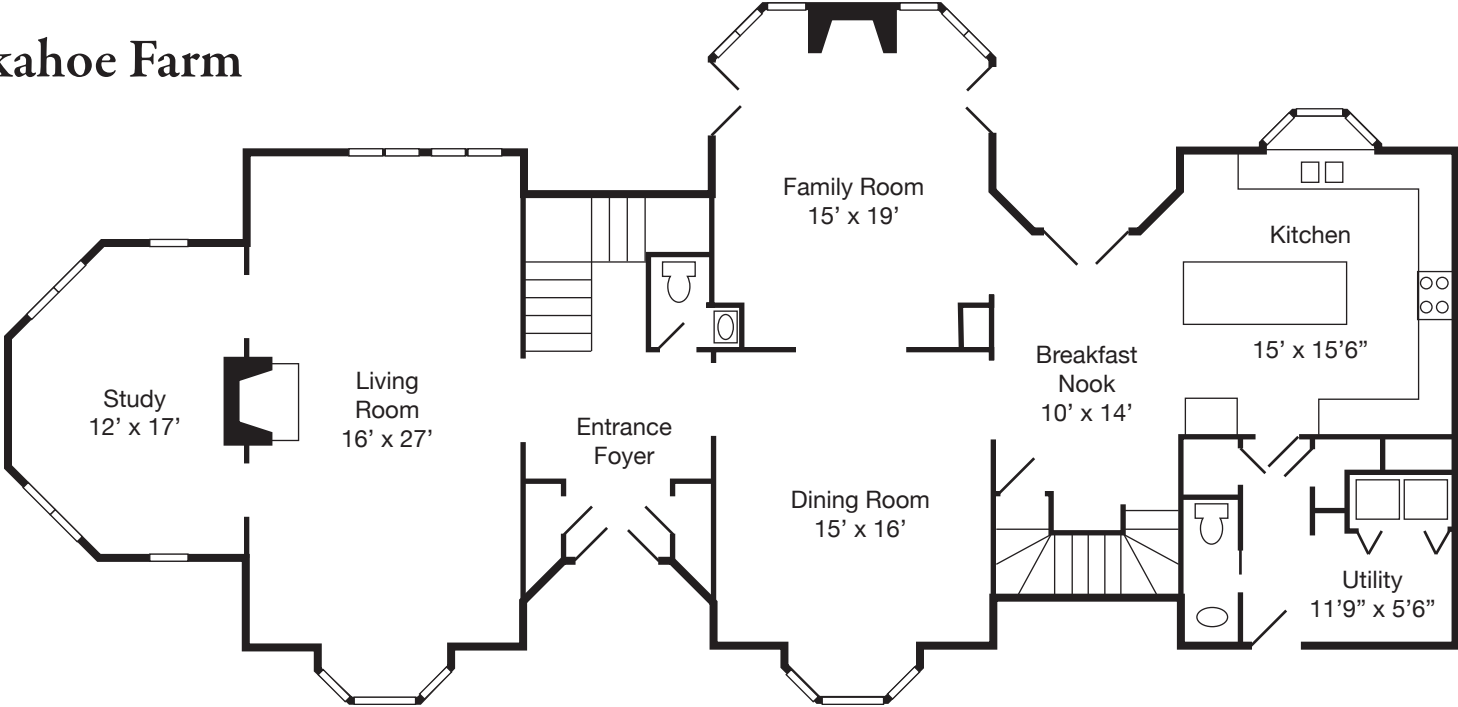 kahoe Farm
Family Room
15’ x 19’
Kitchen
15’ x 15’6”
Breakfast
Nook
10’ x 14’
Study
12’ x 17’
Living
Room
16’ x 27’
Entrance
Foyer
Dining Room
15’ x 16’
Utility
11’9” x 5’6”